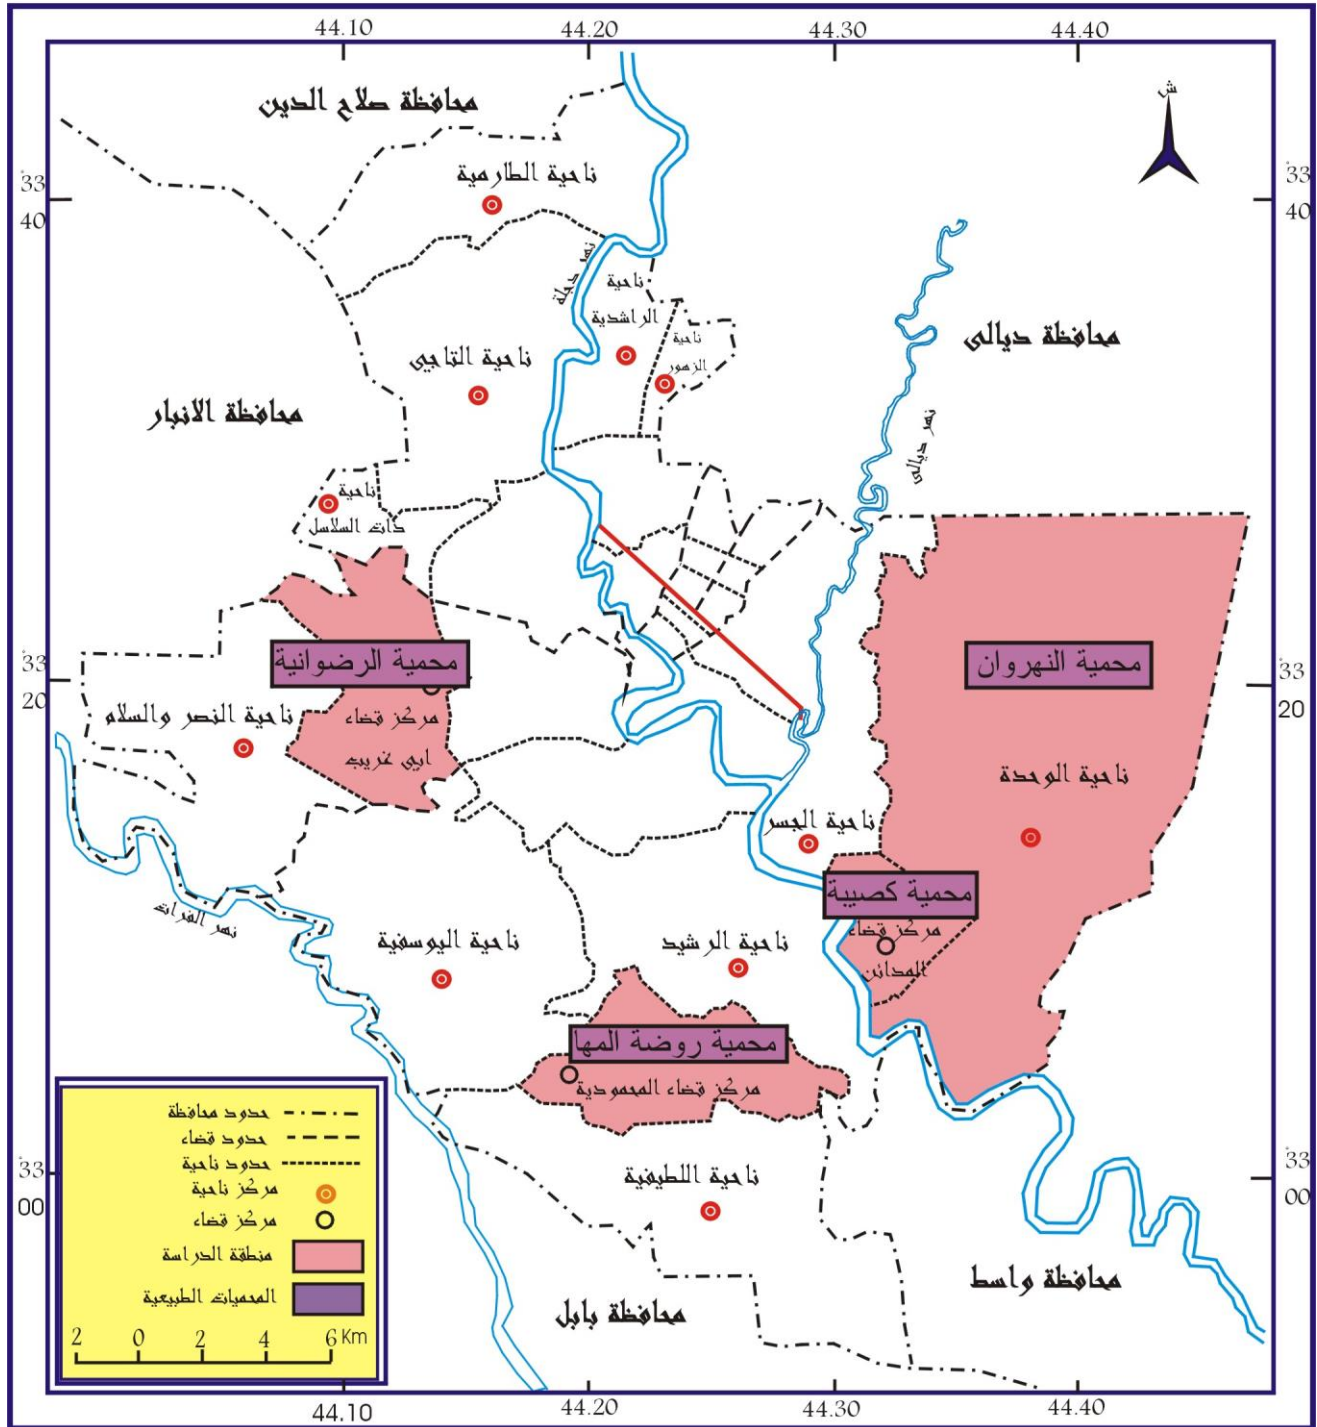 44.10 44.20 44.30 44.40
ش
محافظة صلاح الدين
ناحية الطارمية
33 33
40 40
نهر دجلة
ناحية
الراشدية
ناحية
الزهور
محافظة ديالى
ناحية التاجي
محافظة الانبار
نهر ديالى
ناحية
ذات السلاسل
محمية الرضوانية
محمية النهروان
33 33
20 20
ناحية النصر والسلام
مركز قضاء
ابي غريب
ناحية الوحدة
ناحية الجسر
محمية كصيبة
مركز قضاء
المدائن
نهر الفرات
ناحية اليوسفية
ناحية الرشيد
محمية روضة المها
مركز قضاء المحمودية
ناحية اللطيفية
33 33
00 00
محافظة واسط
محافظة بابل
حدود محافظة
حدود قضاء
حدود ناحية
مركز ناحية
مركز قضاء
منطقة الدراسة
المحميات الطبيعية
2 0 2 4 6 Km
44.10 44.20 44.30 44.40